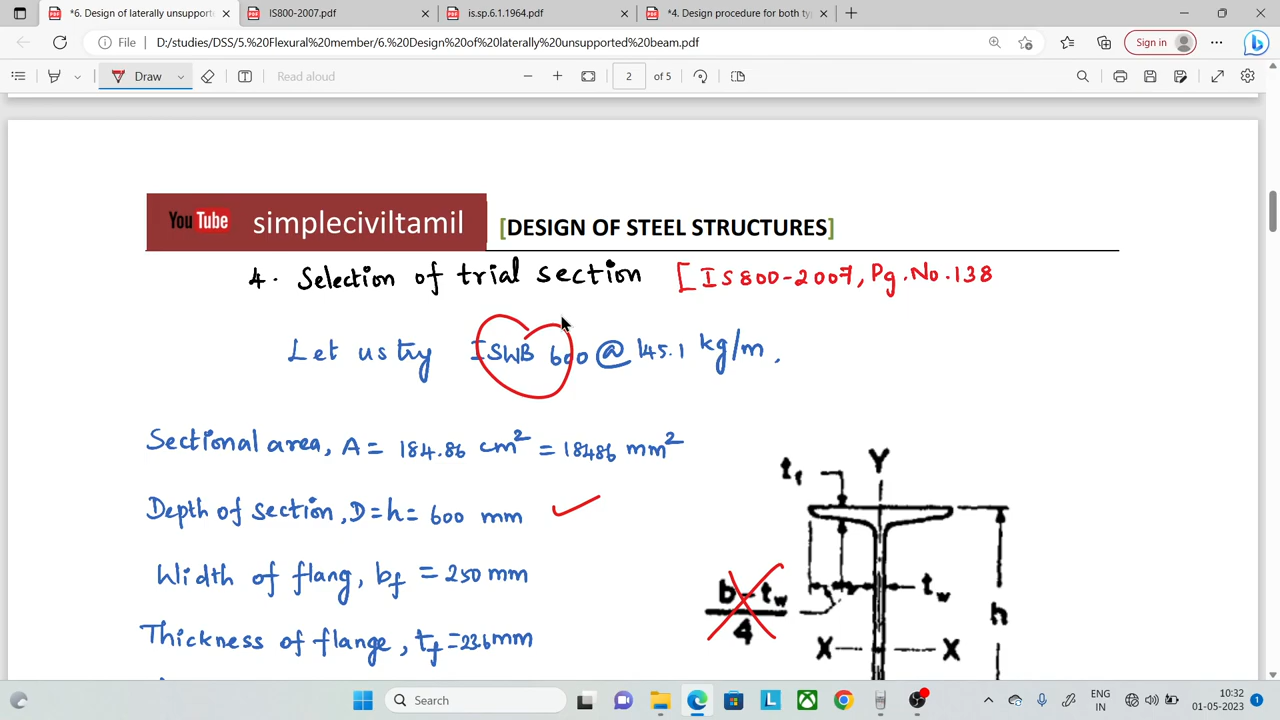 *6. Design of laterally unsupporte
IS800-2007.pdf
is.sp.6.1.1964.pdf
*4. Design procedure for both ty
File
D:/studies/DSS/5.%20Flexural%20member/6.%20Design%20of%20laterally%20unsupported%20beam.pdf
Sign in
Draw
Read aloud
2 of 5
YouTube simpleciviltamil [DESIGN OF STEEL STRUCTURES]
4. Selection of trial section [IS800-2007, Pg.No.138
Let us try ISWB 600 @ 145.1 kg/m.
Sectional area, A = 184.86 cm² = 18486 mm²
Depth of section, D=h= 600 mm
Width of flang, bf = 250 mm
Thickness of flange, tf =23.6mm
tf
Y
b-tw
4
tw
h
X X
Search
ENG
IN
10:32
01-05-2023